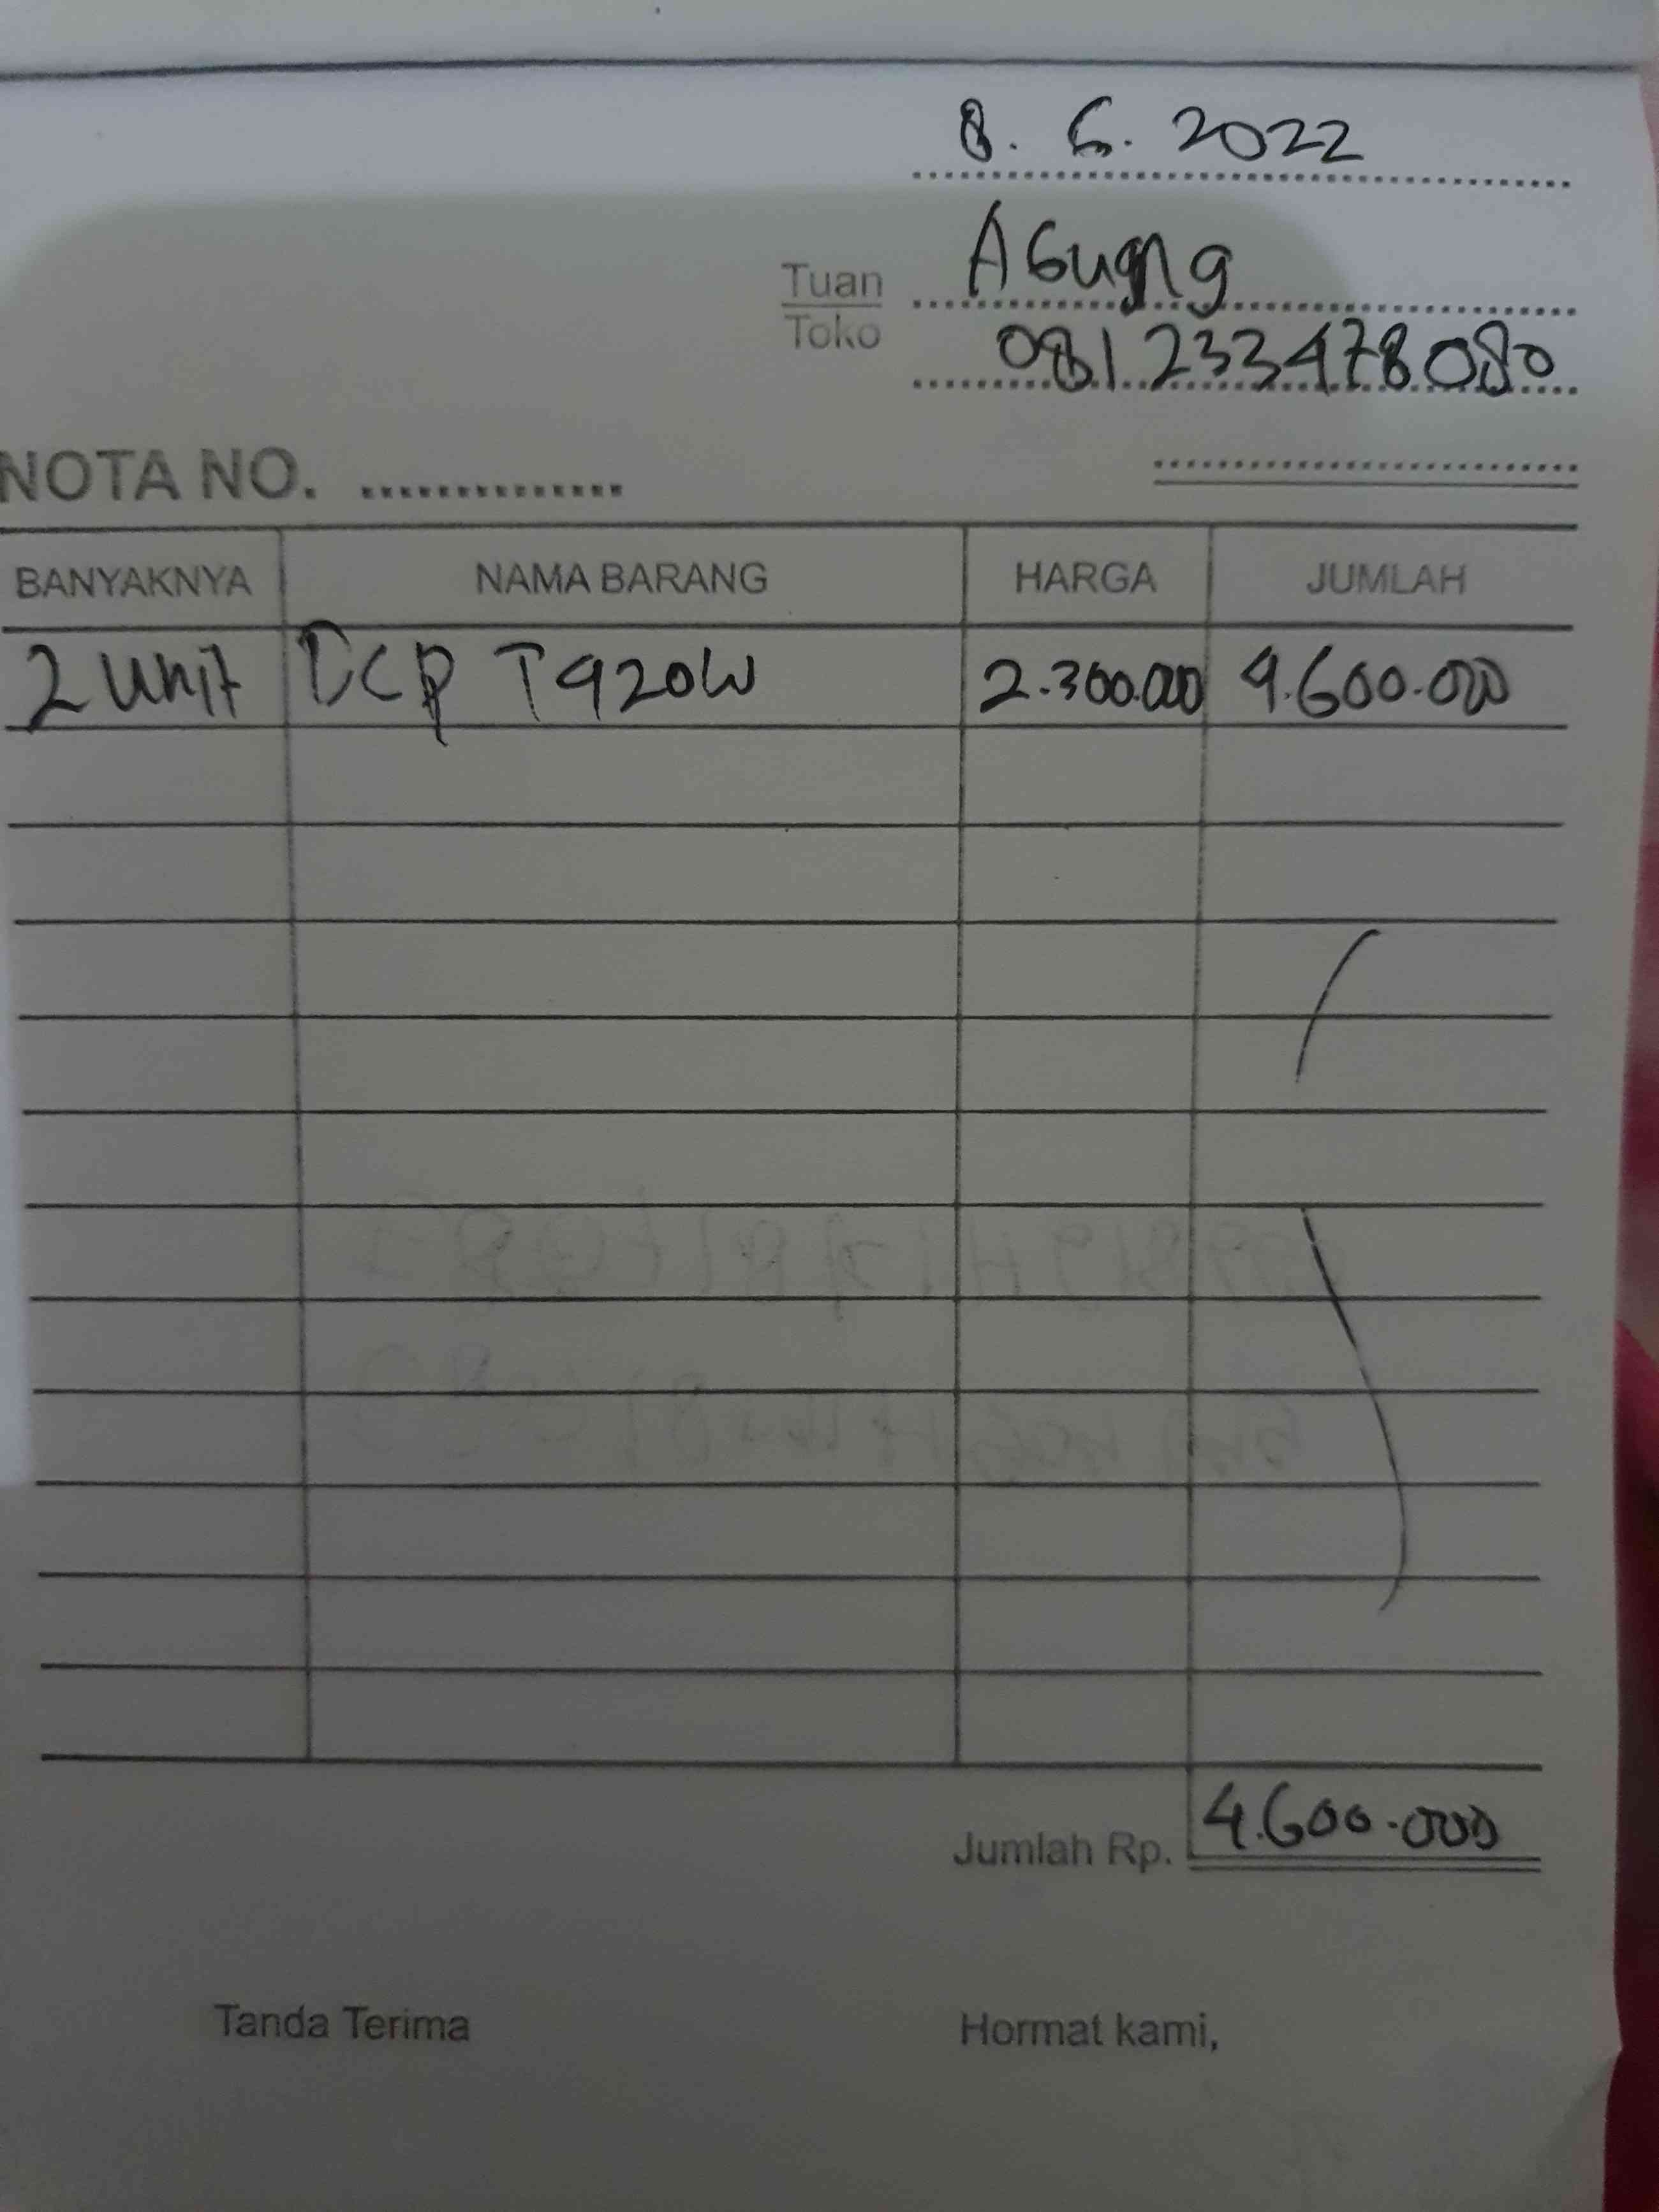 8. 6. 2022
Tuan Agung
Toko 081233478080
NOTA NO. ...............
BANYAKNYA NAMA BARANG HARGA JUMLAH
2 unit DCP T920W 2.300.000 4.600.000
Jumlah Rp. 4.600.000
Tanda Terima Hormat kami,